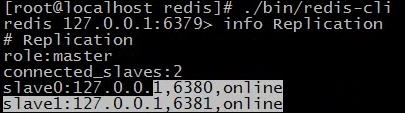 [root@localhost redis]# ./bin/redis-cli
redis 127.0.0.1:6379> info Replication
# Replication
role:master
connected_slaves:2
slave0:127.0.0.1,6380,online
slave1:127.0.0.1,6381,online